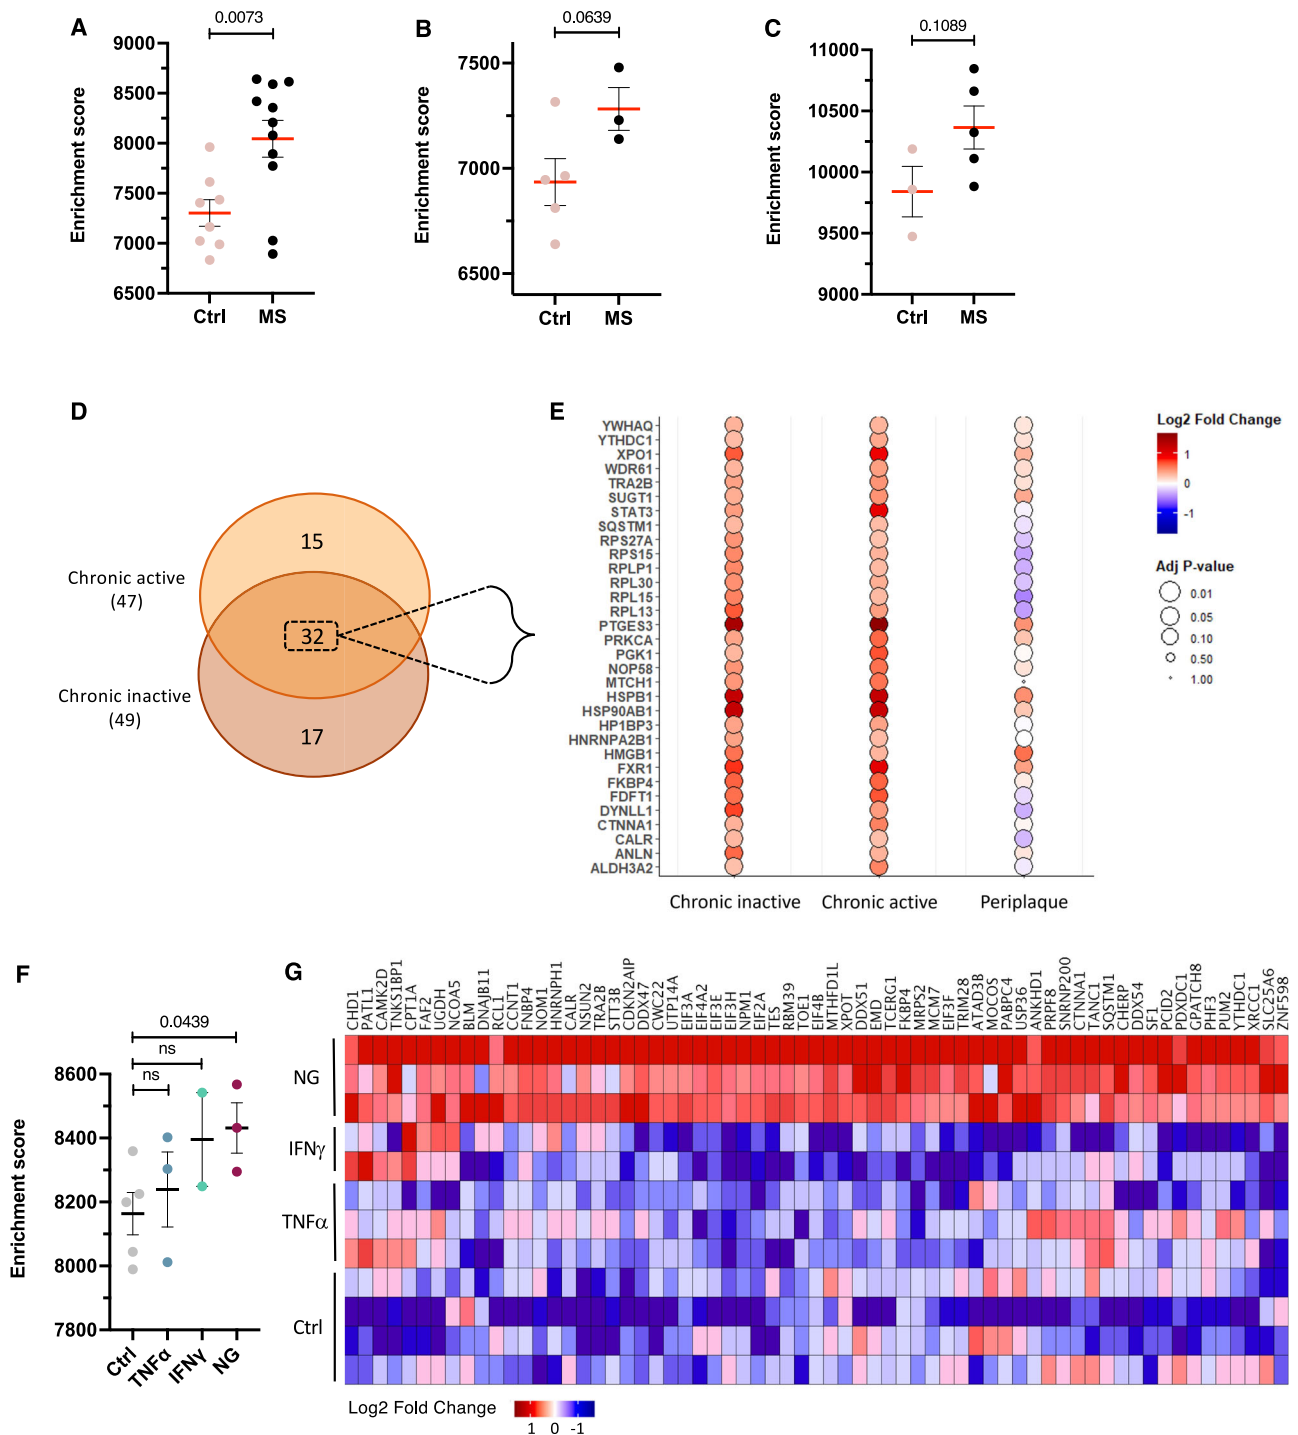 A
0.0073
9000
8500
8000
7500
7000
6500
Enrichment score
Ctrl
MS
B
0.0639
7500
7000
6500
Enrichment score
Ctrl
MS
C
0.1089
11000
10500
10000
9500
9000
Enrichment score
Ctrl
MS
D
15
Chronic active
(47)
32
Chronic inactive
(49)
17
E
YWHAQ
YTHDC1
XPO1
WDR61
TRA2B
SUGT1
STAT3
SQSTM1
RPS27A
RPS15
RPLP1
RPL30
RPL15
RPL13
PTGES3
PRKCA
PGK1
NOP58
MTCH1
HSPB1
HSP90AB1
HP1BP3
HNRNPA2B1
HMGB1
FXR1
FKBP4
FDFT1
DYNLL1
CTNNA1
CALR
ANLN
ALDH3A2
Chronic inactive
Chronic active
Periplaque
Log2 Fold Change
1
0
-1
Adj P-value
0.01
0.05
0.10
0.50
1.00
F
0.0439
ns
ns
8600
8400
8200
8000
7800
Enrichment score
Ctrl
TNFα
IFNγ
NG
G
CHD1
PATL1
CAMK2D
TNKS1BP1
CPT1A
FAF2
UGDH
NCOA5
BLM
DNAJB11
RCL1
CCNT1
FNBP4
NOM1
HNRNPH1
CALR
NSUN2
TRA2B
STT3B
CDKN2AIP
DDX47
CWC22
UTP14A
EIF3A
EIF4A2
EIF3E
EIF3H
NPM1
EIF2A
TES
RBM39
TOE1
EIF4B
MTHFD1L
XPOT
DDX51
EMD
TCERG1
FKBP4
MRPS2
MCM7
EIF3F
TRIM28
ATAD3B
MOCOS
PABPC4
USP36
ANKHD1
PRPF8
SNRNP200
CTNNA1
TANC1
SQSTM1
CHERP
DDX54
SF1
PCID2
PDXDC1
GPATCH8
PHF3
PUM2
YTHDC1
XRCC1
SLC25A6
ZNF598
NG
IFNγ
TNFα
Ctrl
Log2 Fold Change
1 0 -1